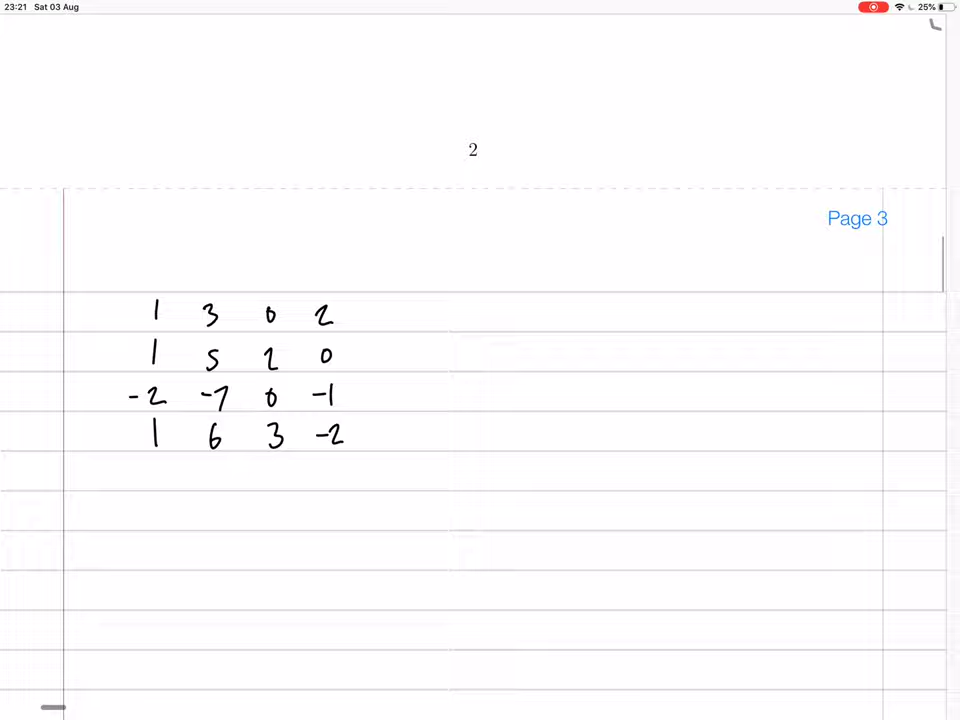 23:21 Sat 03 Aug 25%
2
Page 3
1 3 0 2
1 5 2 0
-2 -7 0 -1
1 6 3 -2